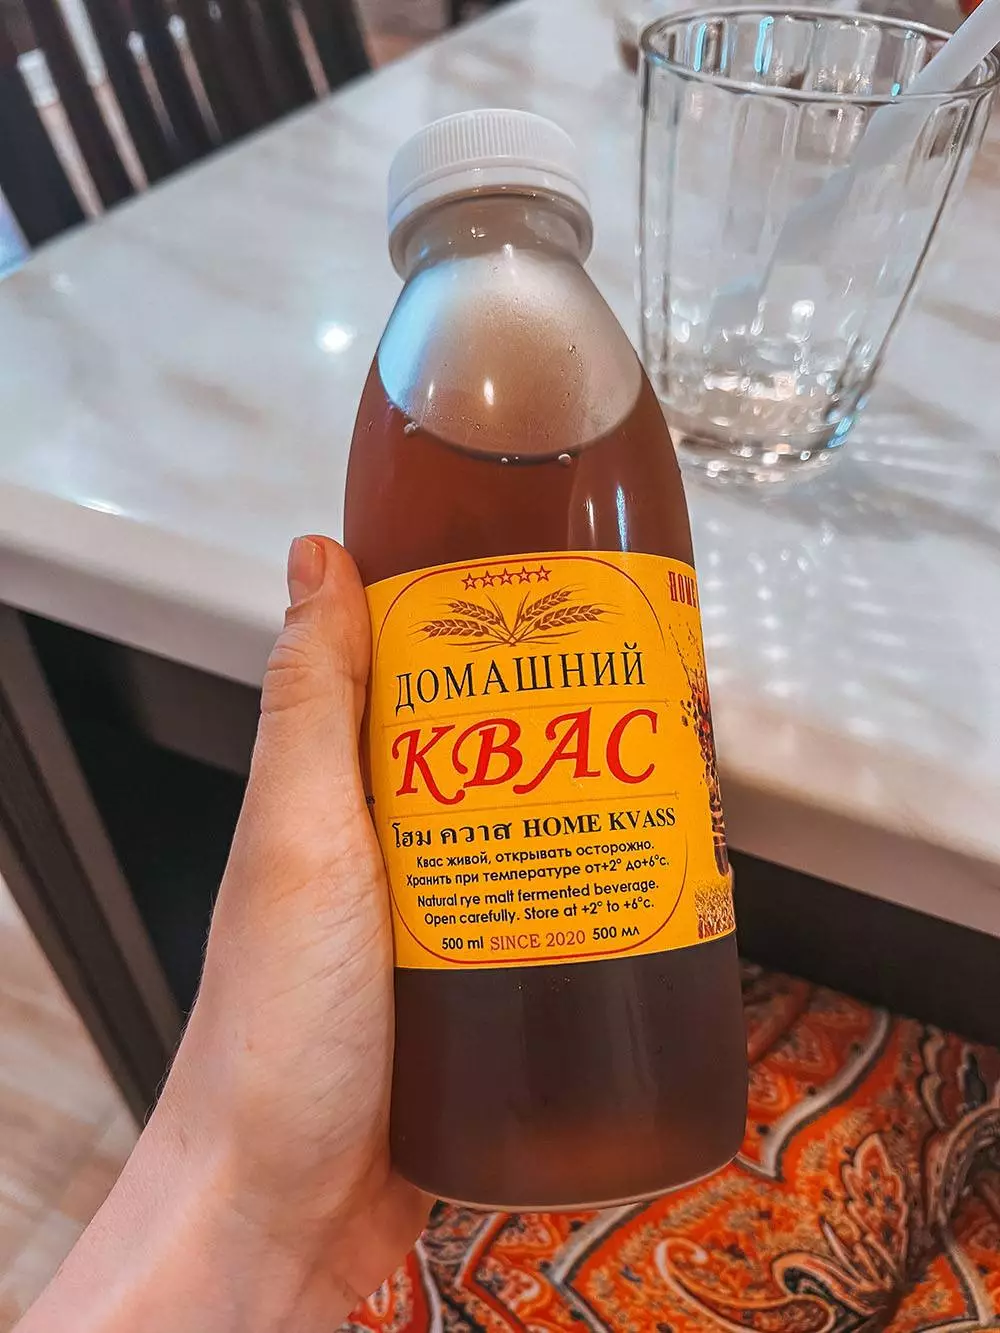 ДОМАШНИЙ
КВАС
โฮม ควาส HOME KVASS
Квас живой, открывать осторожно.
Хранить при температуре от+2° до+6°с.
Natural rye malt fermented beverage.
Open carefully. Store at +2° to +6°c.
500 ml SINCE 2020 500 мл